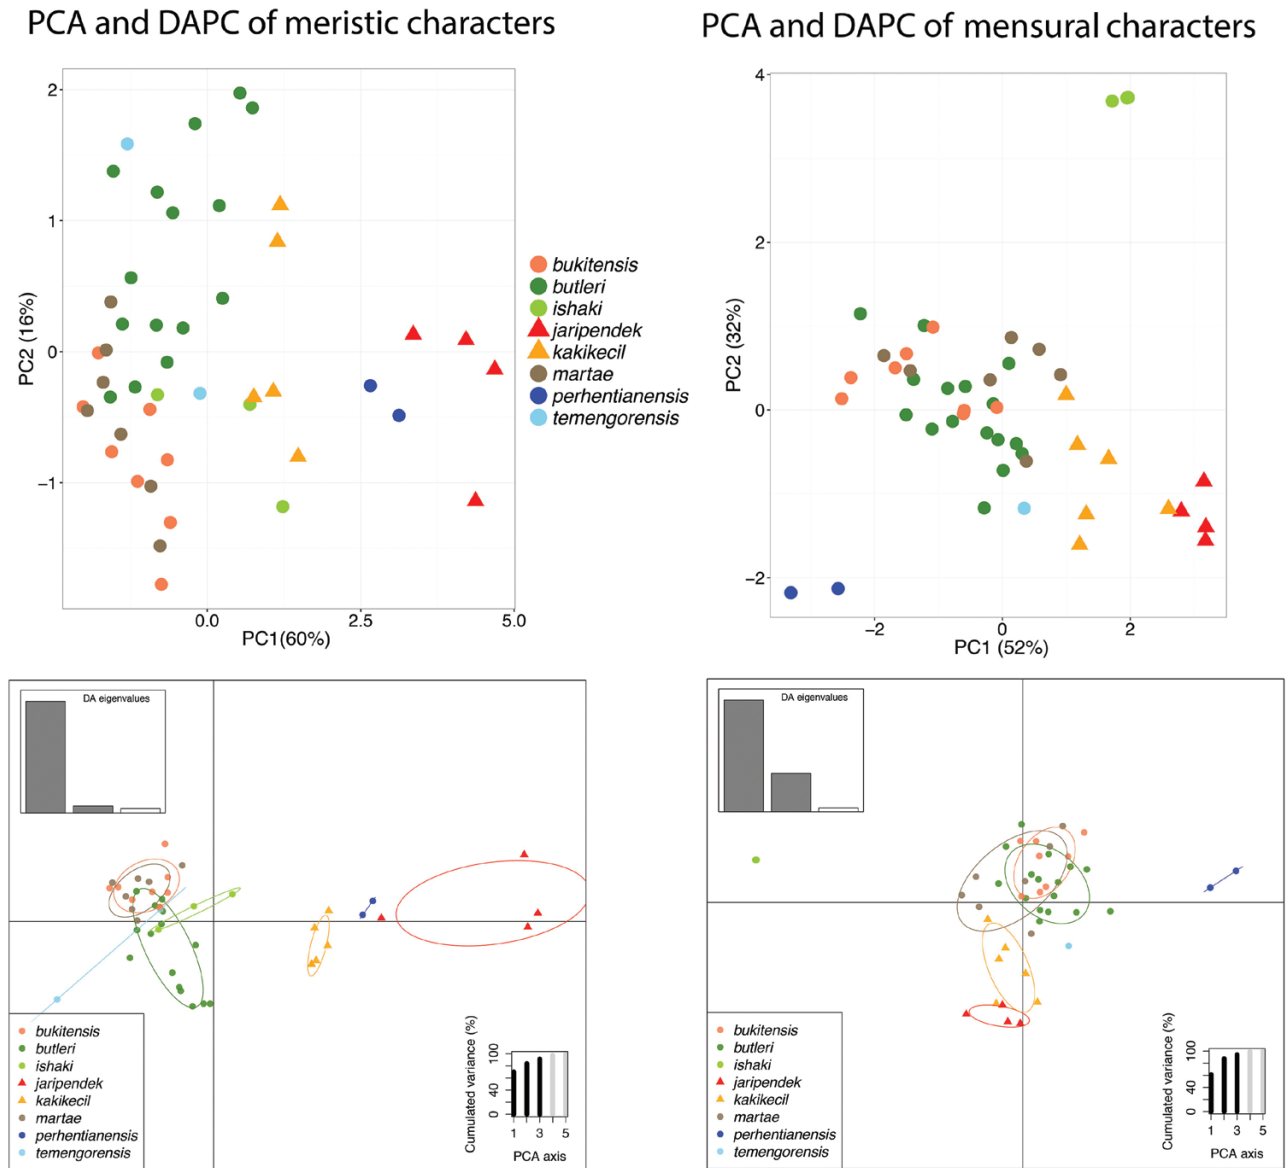 PCA and DAPC of meristic characters
PCA and DAPC of mensural characters
2
1
0
−1
PC2 (16%)
0.0
2.5
5.0
PC1(60%)
bukitensis
butleri
ishaki
jaripendek
kakikecil
martae
perhentianensis
temengorensis
4
2
0
−2
PC2 (32%)
−2
0
2
PC1 (52%)
DA eigenvalues
bukitensis
butleri
ishaki
jaripendek
kakikecil
martae
perhentianensis
temengorensis
Cumulated variance (%)
0
40
100
1
3
5
PCA axis
DA eigenvalues
bukitensis
butleri
ishaki
jaripendek
kakikecil
martae
perhentianensis
temengorensis
Cumulated variance (%)
0
40
100
1
3
5
PCA axis